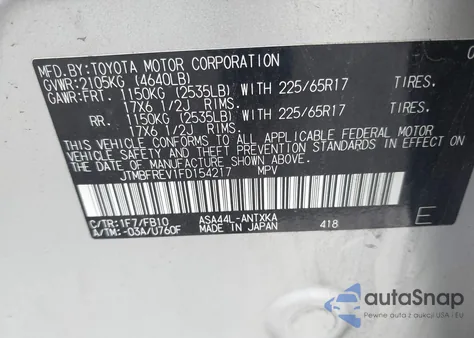 MFD.BY:TOYOTA MOTOR CORPORATION
GVWR:2105KG (4640LB)
GAWR:FRT. 1150KG (2535LB) WITH 225/65R17 TIRES.
17X6 1/2J RIMS.
RR. 1150KG (2535LB) WITH 225/65R17 TIRES.
17X6 1/2J RIMS.
THIS VEHICLE CONFORMS TO ALL APPLICABLE FEDERAL MOTOR
VEHICLE SAFETY AND THEFT PREVENTION STANDARDS IN EFFECT
ON THE DATE OF MANUFACTURE SHOWN ABOVE.
JTMBFREV1FD154217 MPV
C/TR:1F7/FB10 ASA44L-ANTXKA
A/TM:-03A/U760F MADE IN JAPAN 418
E
autaSnap
Pewne auta z aukcji USA i EU